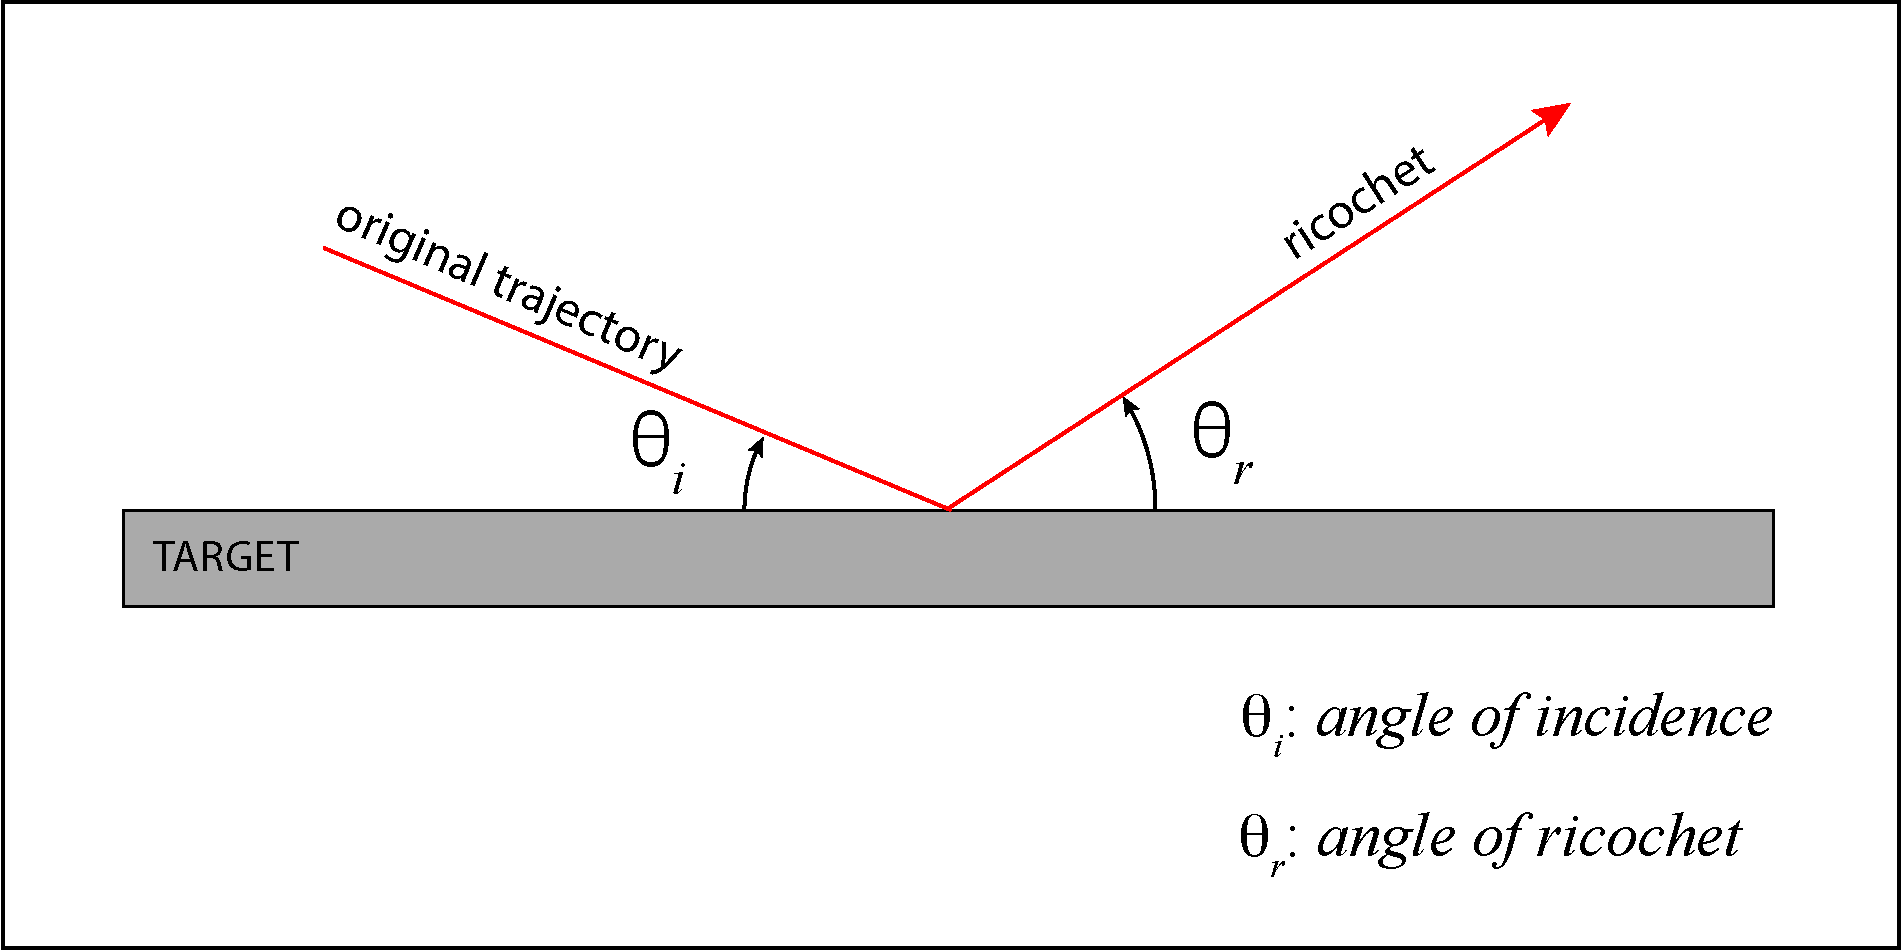 original trajectory
ricochet
θi
θr
TARGET
θi: angle of incidence
θr: angle of ricochet